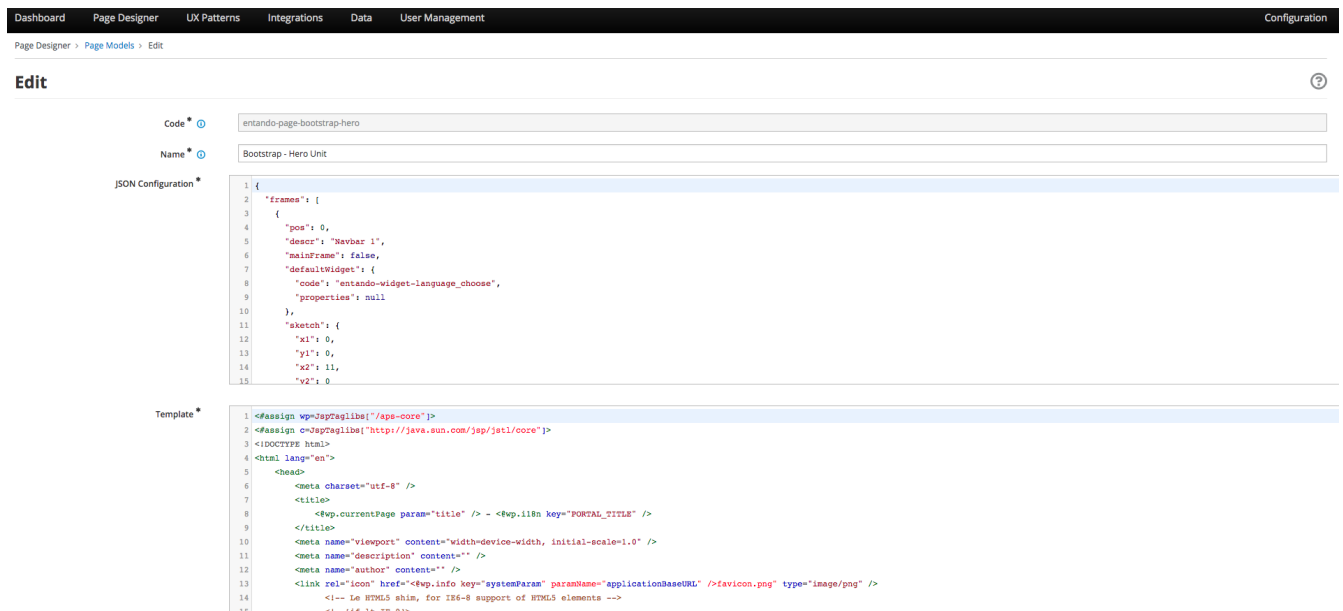 Dashboard Page Designer UX Patterns Integrations Data User Management Configuration
Page Designer > Page Models > Edit
Edit
Code *
entando-page-bootstrap-hero
Name *
Bootstrap - Hero Unit
JSON Configuration *
1 {
2 "frames": [
3 {
4 "pos": 0,
5 "descr": "Navbar 1",
6 "mainFrame": false,
7 "defaultWidget": {
8 "code": "entando-widget-language_choose",
9 "properties": null
10 },
11 "sketch": {
12 "x1": 0,
13 "y1": 0,
14 "x2": 11,
15 "y2": 0
Template *
1 <#assign wp=JspTaglibs["/aps-core"]>
2 <#assign c=JspTaglibs["http://java.sun.com/jsp/jstl/core"]>
3 <!DOCTYPE html>
4 <html lang="en">
5 <head>
6 <meta charset="utf-8" />
7 <title>
8 <@wp.currentPage param="title" /> - <@wp.i18n key="PORTAL_TITLE" />
9 </title>
10 <meta name="viewport" content="width=device-width, initial-scale=1.0" />
11 <meta name="description" content="" />
12 <meta name="author" content="" />
13 <link rel="icon" href="<@wp.info key="systemParam" paramName="applicationBaseURL" />favicon.png" type="image/png" />
14 <!-- Le HTML5 shim, for IE6-8 support of HTML5 elements -->